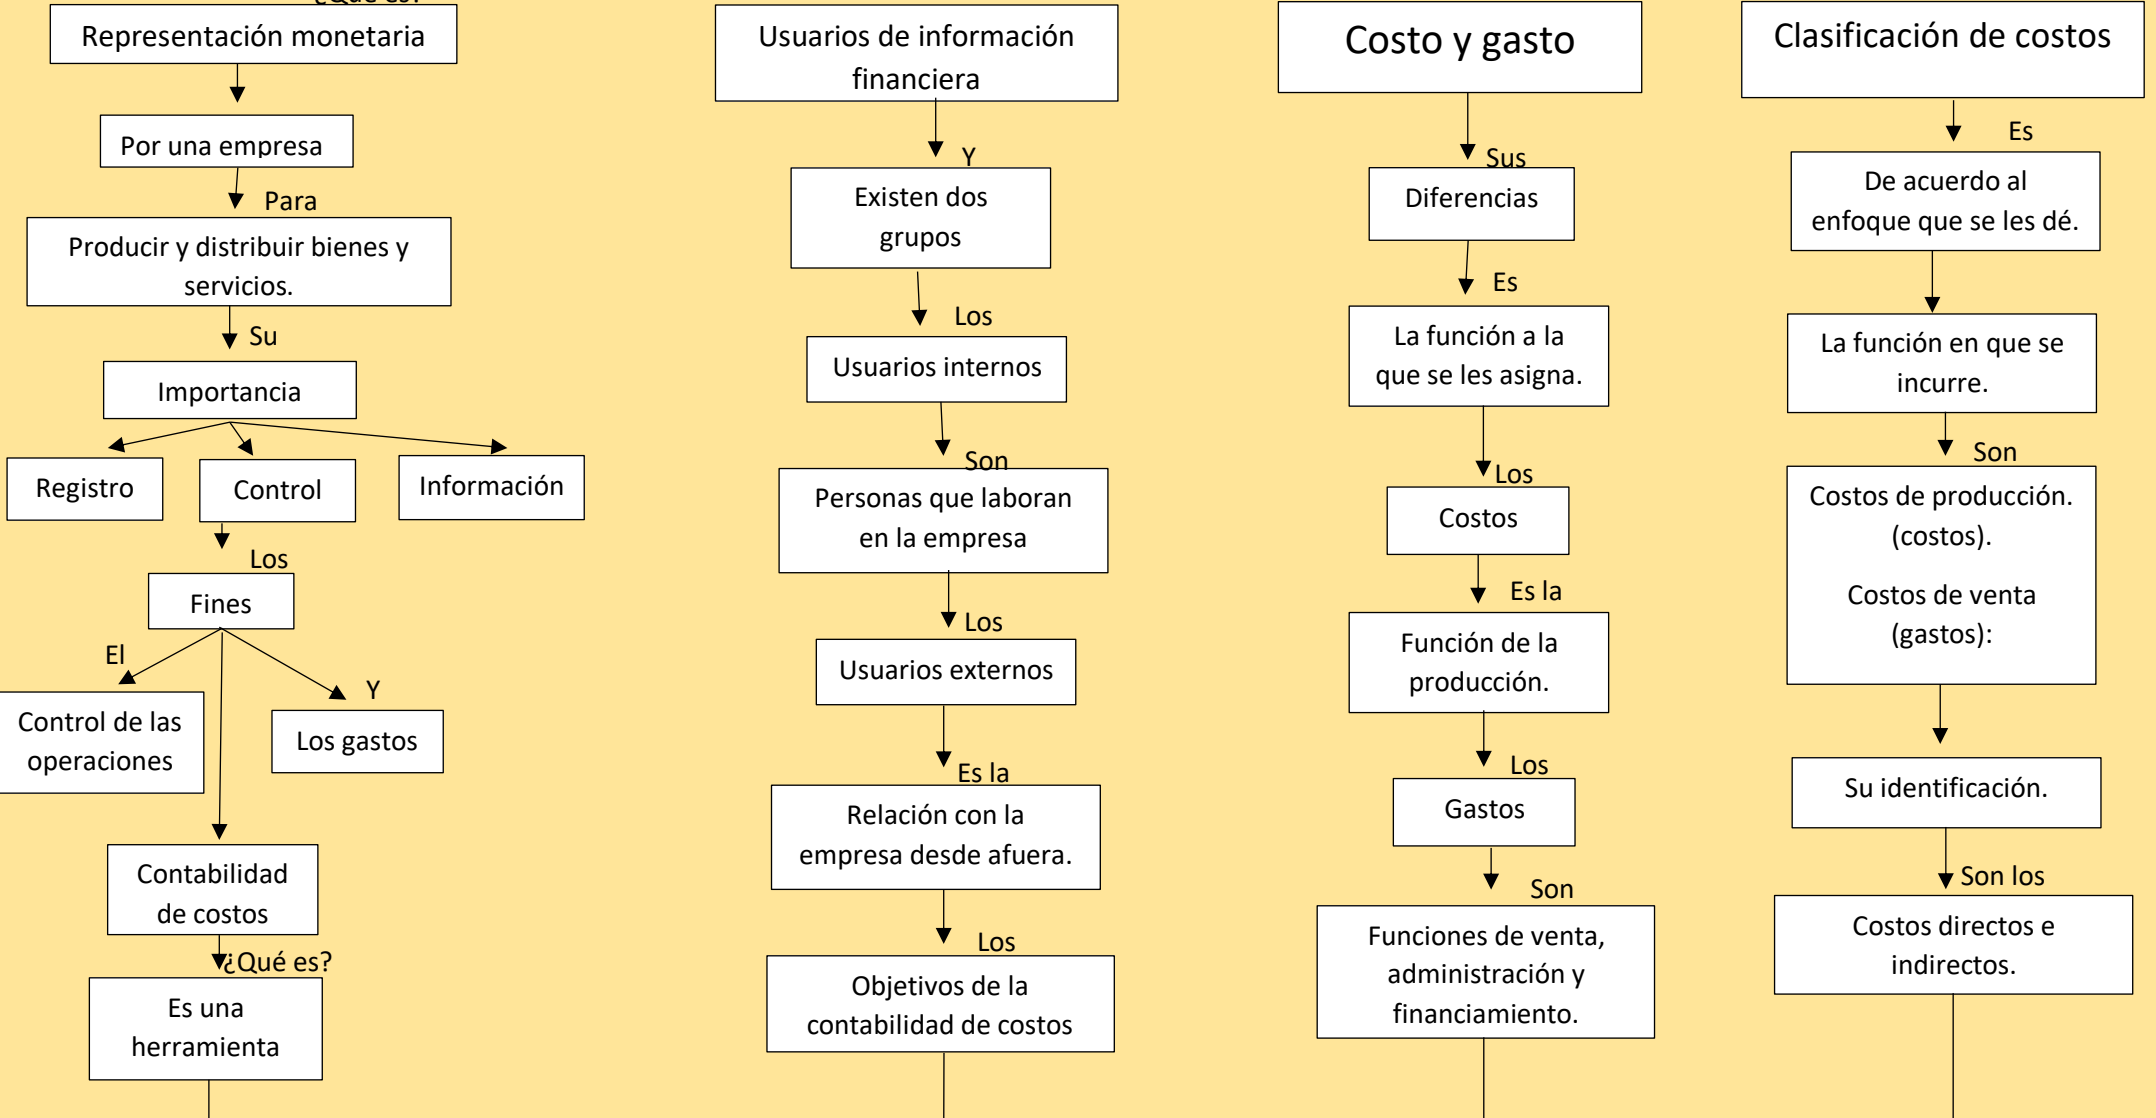 ¿Qué es?
Representación monetaria
Por una empresa
Para
Producir y distribuir bienes y
servicios.
Su
Importancia
Registro
Control
Información
Los
Fines
El
Y
Control de las
operaciones
Los gastos
Contabilidad
de costos
¿Qué es?
Es una
herramienta
Usuarios de información
financiera
Y
Existen dos
grupos
Los
Usuarios internos
Son
Personas que laboran
en la empresa
Los
Usuarios externos
Es la
Relación con la
empresa desde afuera.
Los
Objetivos de la
contabilidad de costos
Costo y gasto
Sus
Diferencias
Es
La función a la
que se les asigna.
Los
Costos
Es la
Función de la
producción.
Los
Gastos
Son
Funciones de venta,
administración y
financiamiento.
Clasificación de costos
Es
De acuerdo al
enfoque que se les dé.
La función en que se
incurre.
Son
Costos de producción.
(costos).
Costos de venta
(gastos):
Su identificación.
Son los
Costos directos e
indirectos.